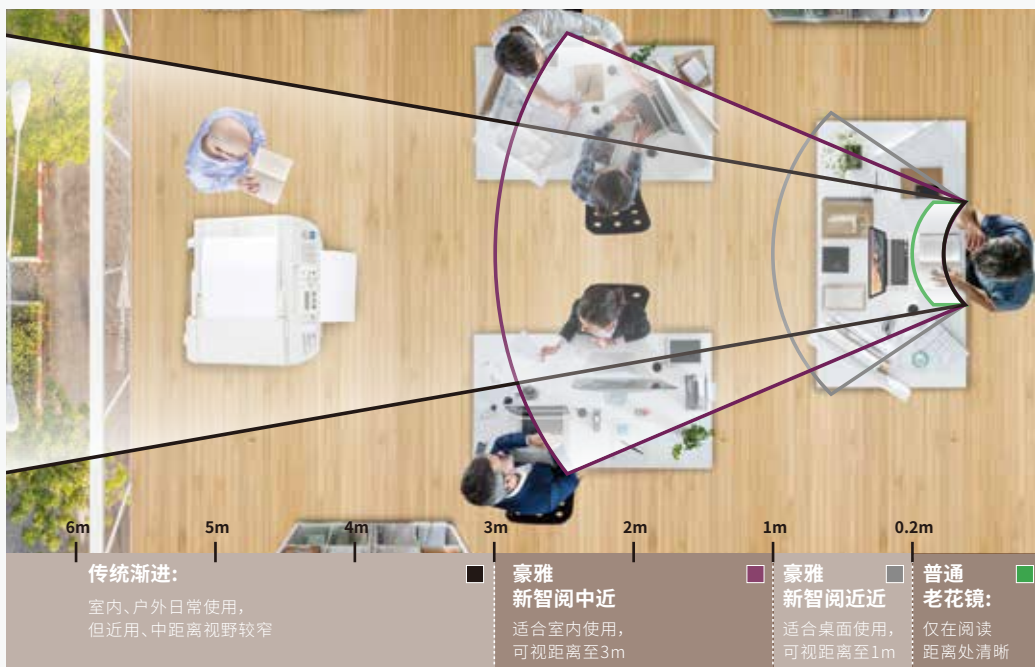 6m 5m 4m 3m 2m 1m 0.2m
传统渐进:
室内、户外日常使用，
但近用、中距离视野较窄
豪雅
新智阅中近
适合室内使用，
可视距离至3m
豪雅
新智阅近近
适合桌面使用，
可视距离至1m
普通
老花镜:
仅在阅读
距离处清晰